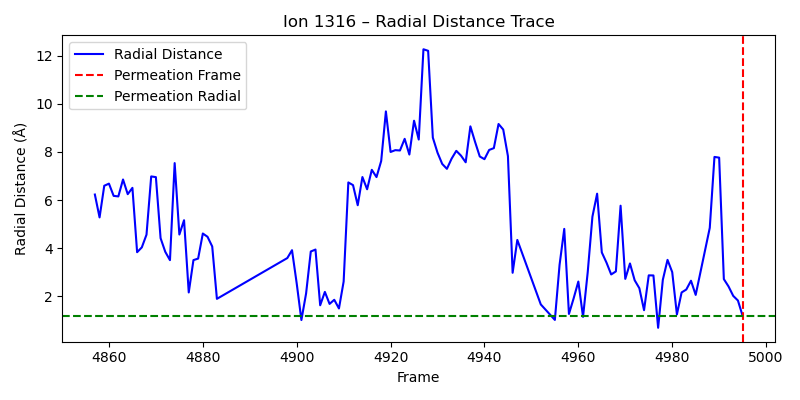 Ion 1316 – Radial Distance Trace
Radial Distance
Permeation Frame
Permeation Radial
Radial Distance (Å)
12
10
8
6
4
2
4860 4880 4900 4920 4940 4960 4980 5000
Frame